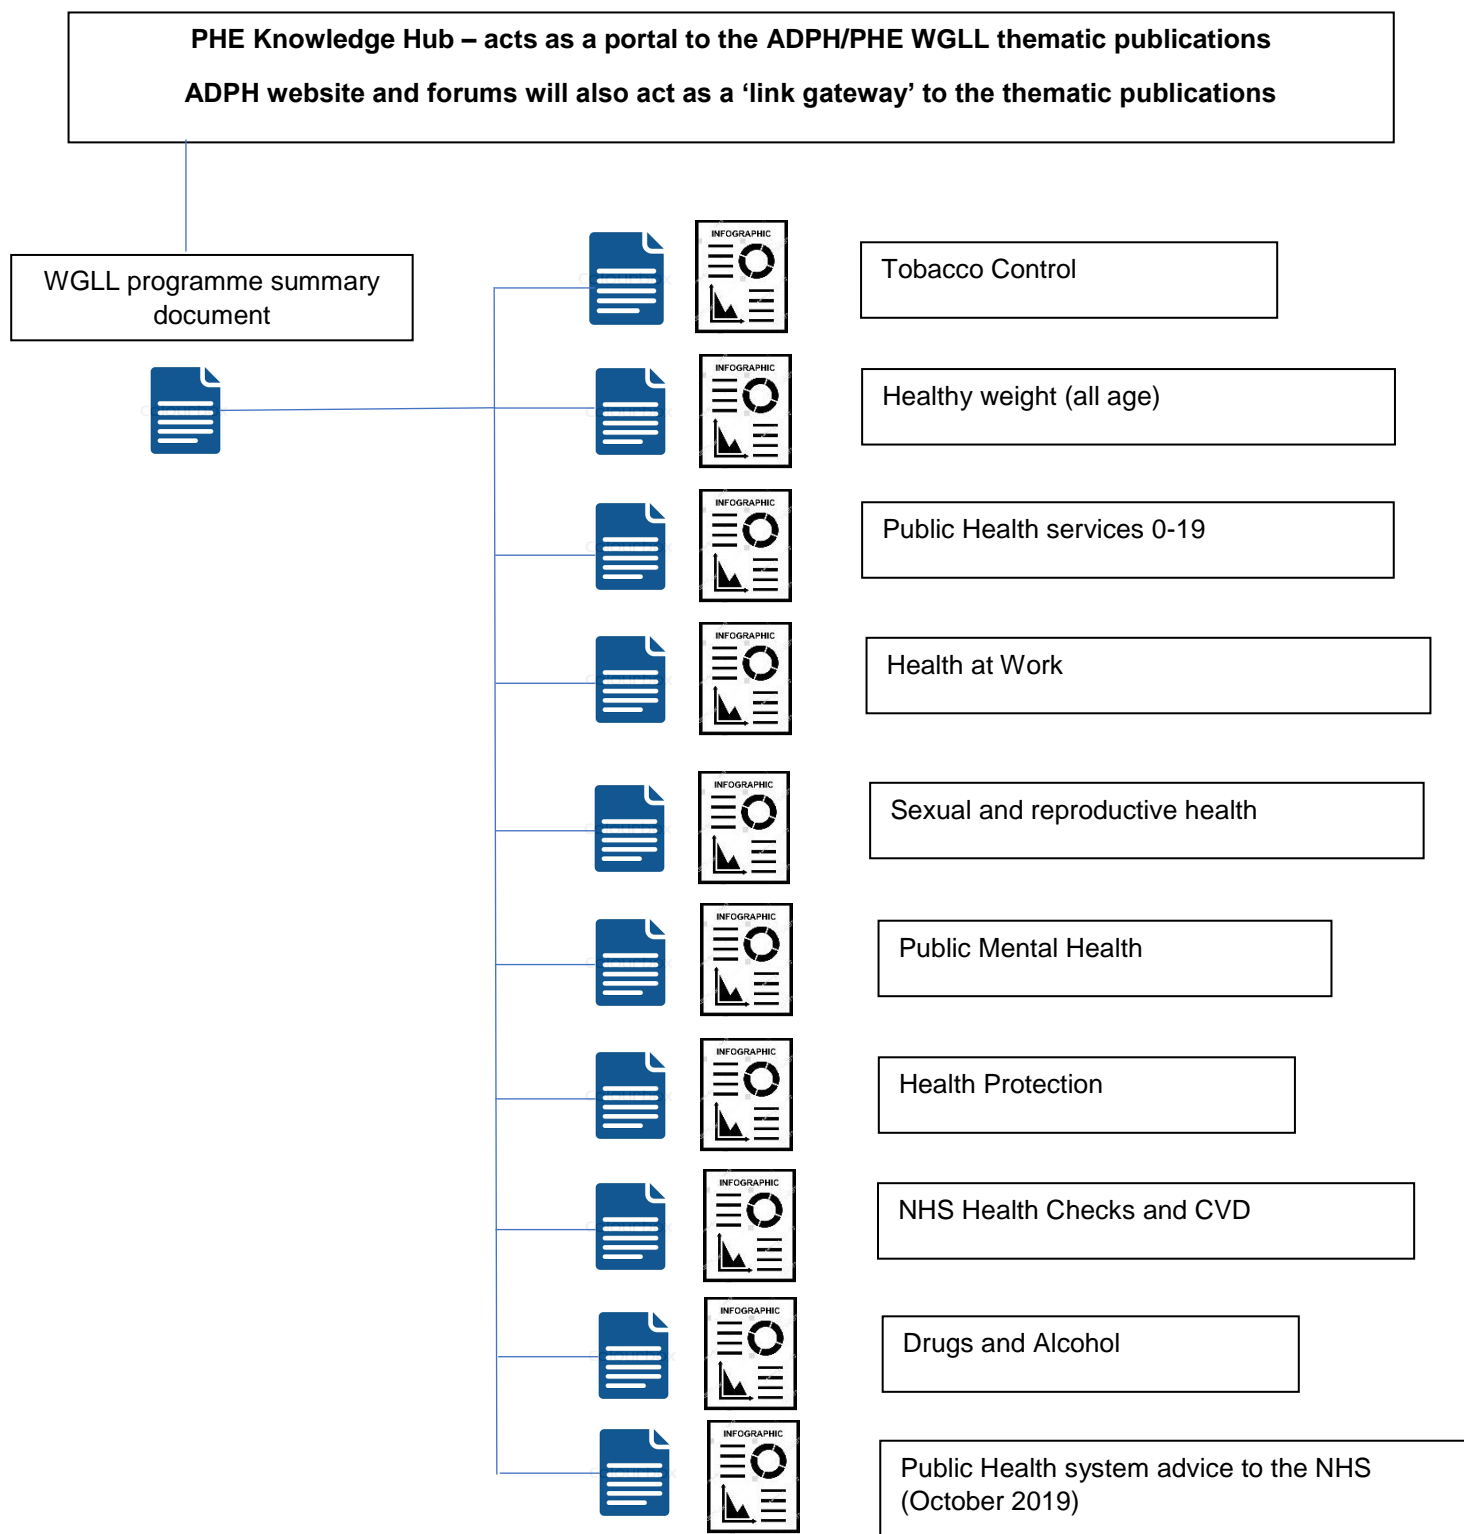 PHE Knowledge Hub – acts as a portal to the ADPH/PHE WGLL thematic publications
ADPH website and forums will also act as a ‘link gateway’ to the thematic publications
WGLL programme summary
document
INFOGRAPHIC
Tobacco Control
INFOGRAPHIC
Healthy weight (all age)
INFOGRAPHIC
Public Health services 0-19
INFOGRAPHIC
Health at Work
INFOGRAPHIC
Sexual and reproductive health
INFOGRAPHIC
Public Mental Health
INFOGRAPHIC
Health Protection
INFOGRAPHIC
NHS Health Checks and CVD
INFOGRAPHIC
Drugs and Alcohol
INFOGRAPHIC
Public Health system advice to the NHS
(October 2019)